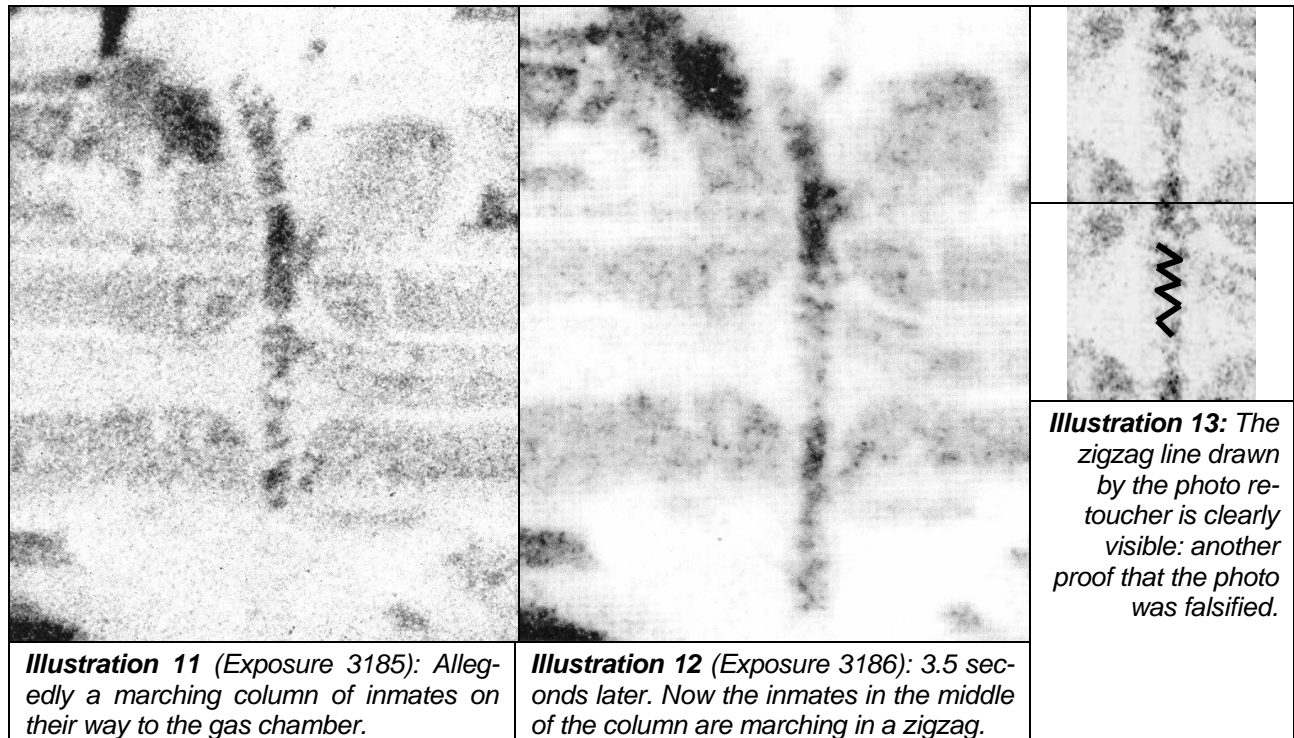 Illustration 11 (Exposure 3185): Alleg-
edly a marching column of inmates on
their way to the gas chamber.
Illustration 12 (Exposure 3186): 3.5 sec-
onds later. Now the inmates in the middle
of the column are marching in a zigzag.
Illustration 13: The
zigzag line drawn
by the photo re-
toucher is clearly
visible: another
proof that the photo
was falsified.